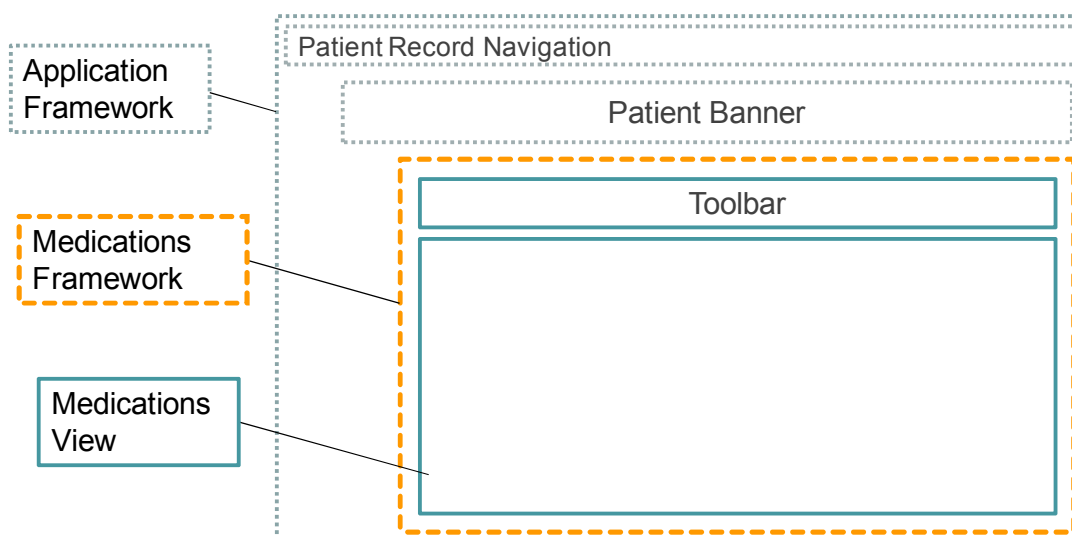 Patient Record Navigation
Application
Framework
Patient Banner
Toolbar
Medications
Framework
Medications
View